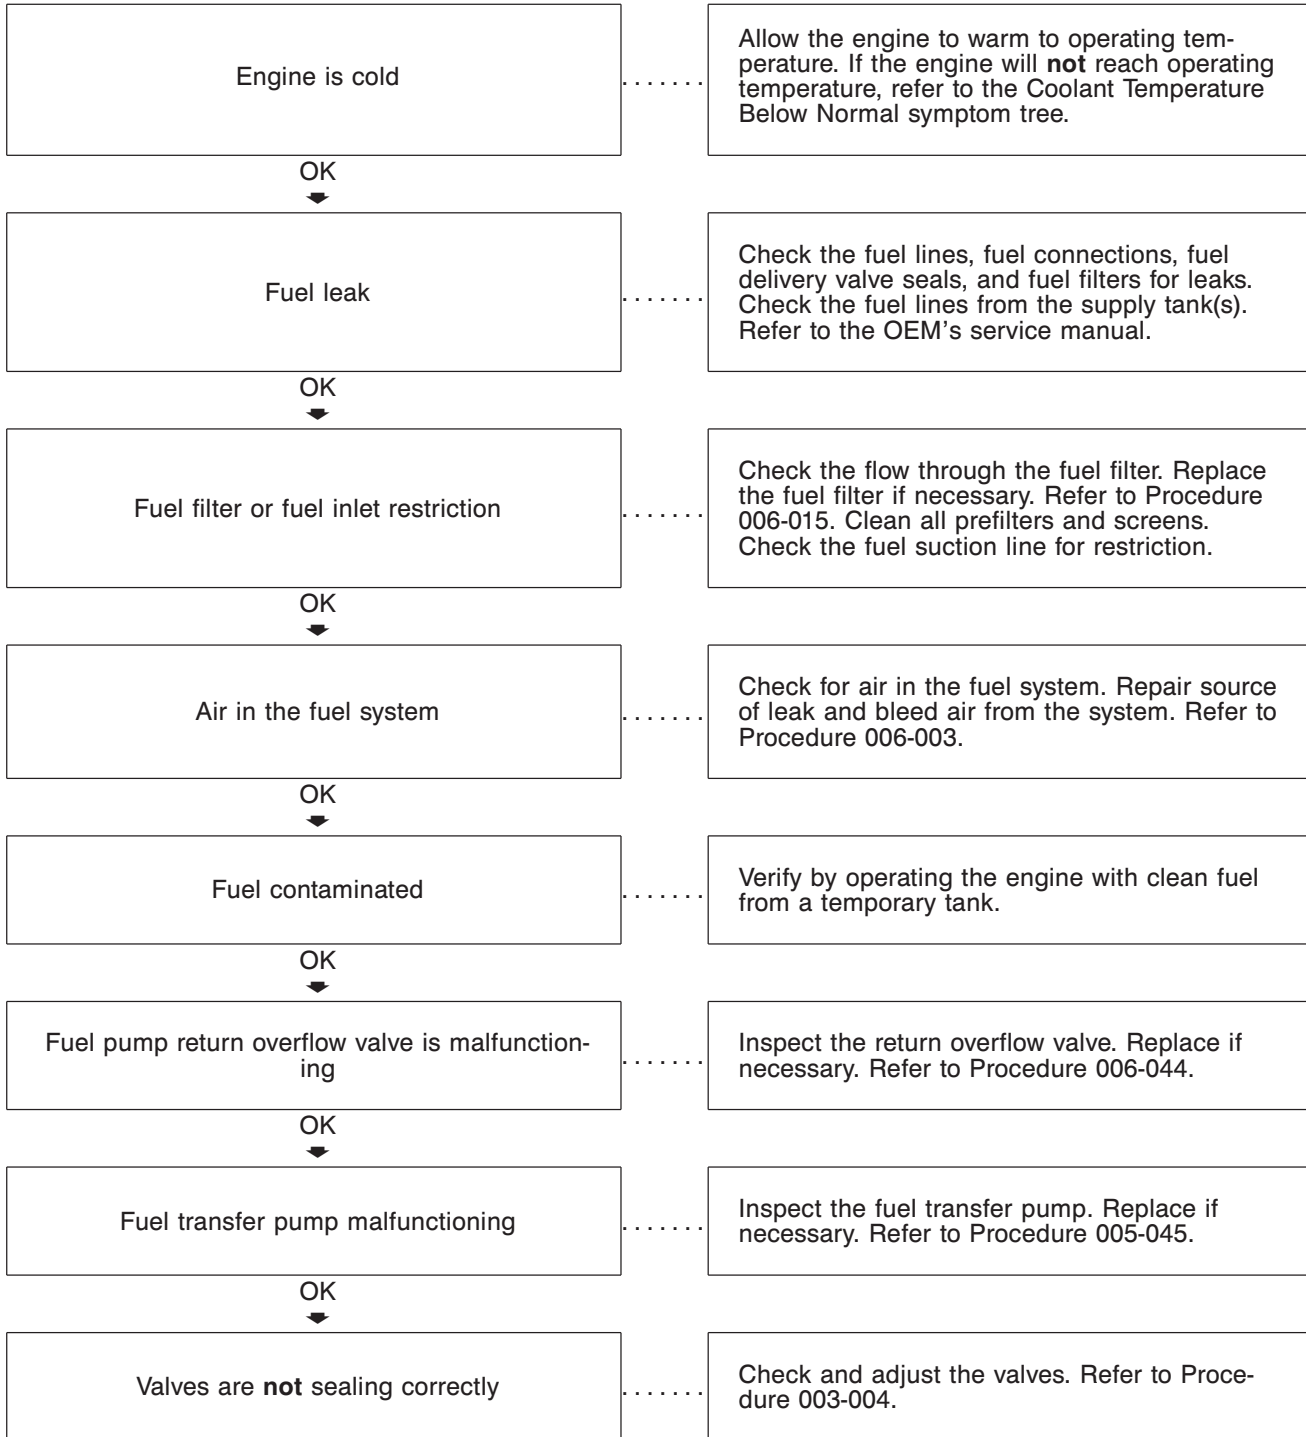 Engine is cold
. . . . . . .
Allow the engine to warm to operating tem-
perature. If the engine will not reach operating
temperature, refer to the Coolant Temperature
Below Normal symptom tree.
OK
Fuel leak
. . . . . . .
Check the fuel lines, fuel connections, fuel
delivery valve seals, and fuel filters for leaks.
Check the fuel lines from the supply tank(s).
Refer to the OEM's service manual.
OK
Fuel filter or fuel inlet restriction
. . . . . . .
Check the flow through the fuel filter. Replace
the fuel filter if necessary. Refer to Procedure
006-015. Clean all prefilters and screens.
Check the fuel suction line for restriction.
OK
Air in the fuel system
. . . . . . .
Check for air in the fuel system. Repair source
of leak and bleed air from the system. Refer to
Procedure 006-003.
OK
Fuel contaminated
. . . . . . .
Verify by operating the engine with clean fuel
from a temporary tank.
OK
Fuel pump return overflow valve is malfunction-
ing
. . . . . . .
Inspect the return overflow valve. Replace if
necessary. Refer to Procedure 006-044.
OK
Fuel transfer pump malfunctioning
. . . . . . .
Inspect the fuel transfer pump. Replace if
necessary. Refer to Procedure 005-045.
OK
Valves are not sealing correctly
. . . . . . .
Check and adjust the valves. Refer to Proce-
dure 003-004.